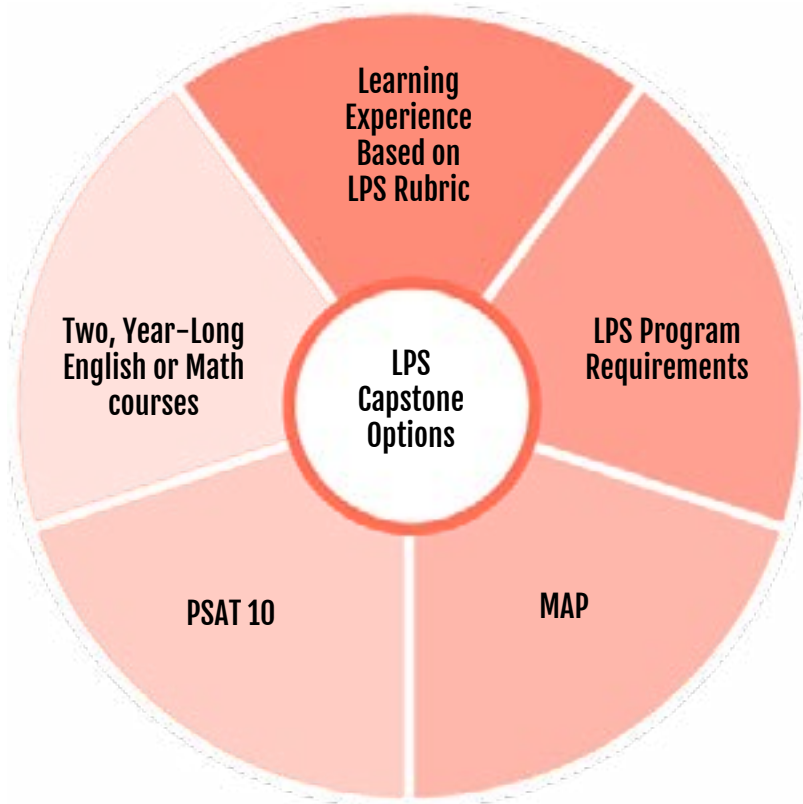 Learning
Experience
Based on
LPS Rubric
Two, Year-Long
English or Math
courses
LPS
Capstone
Options
LPS Program
Requirements
PSAT 10
MAP